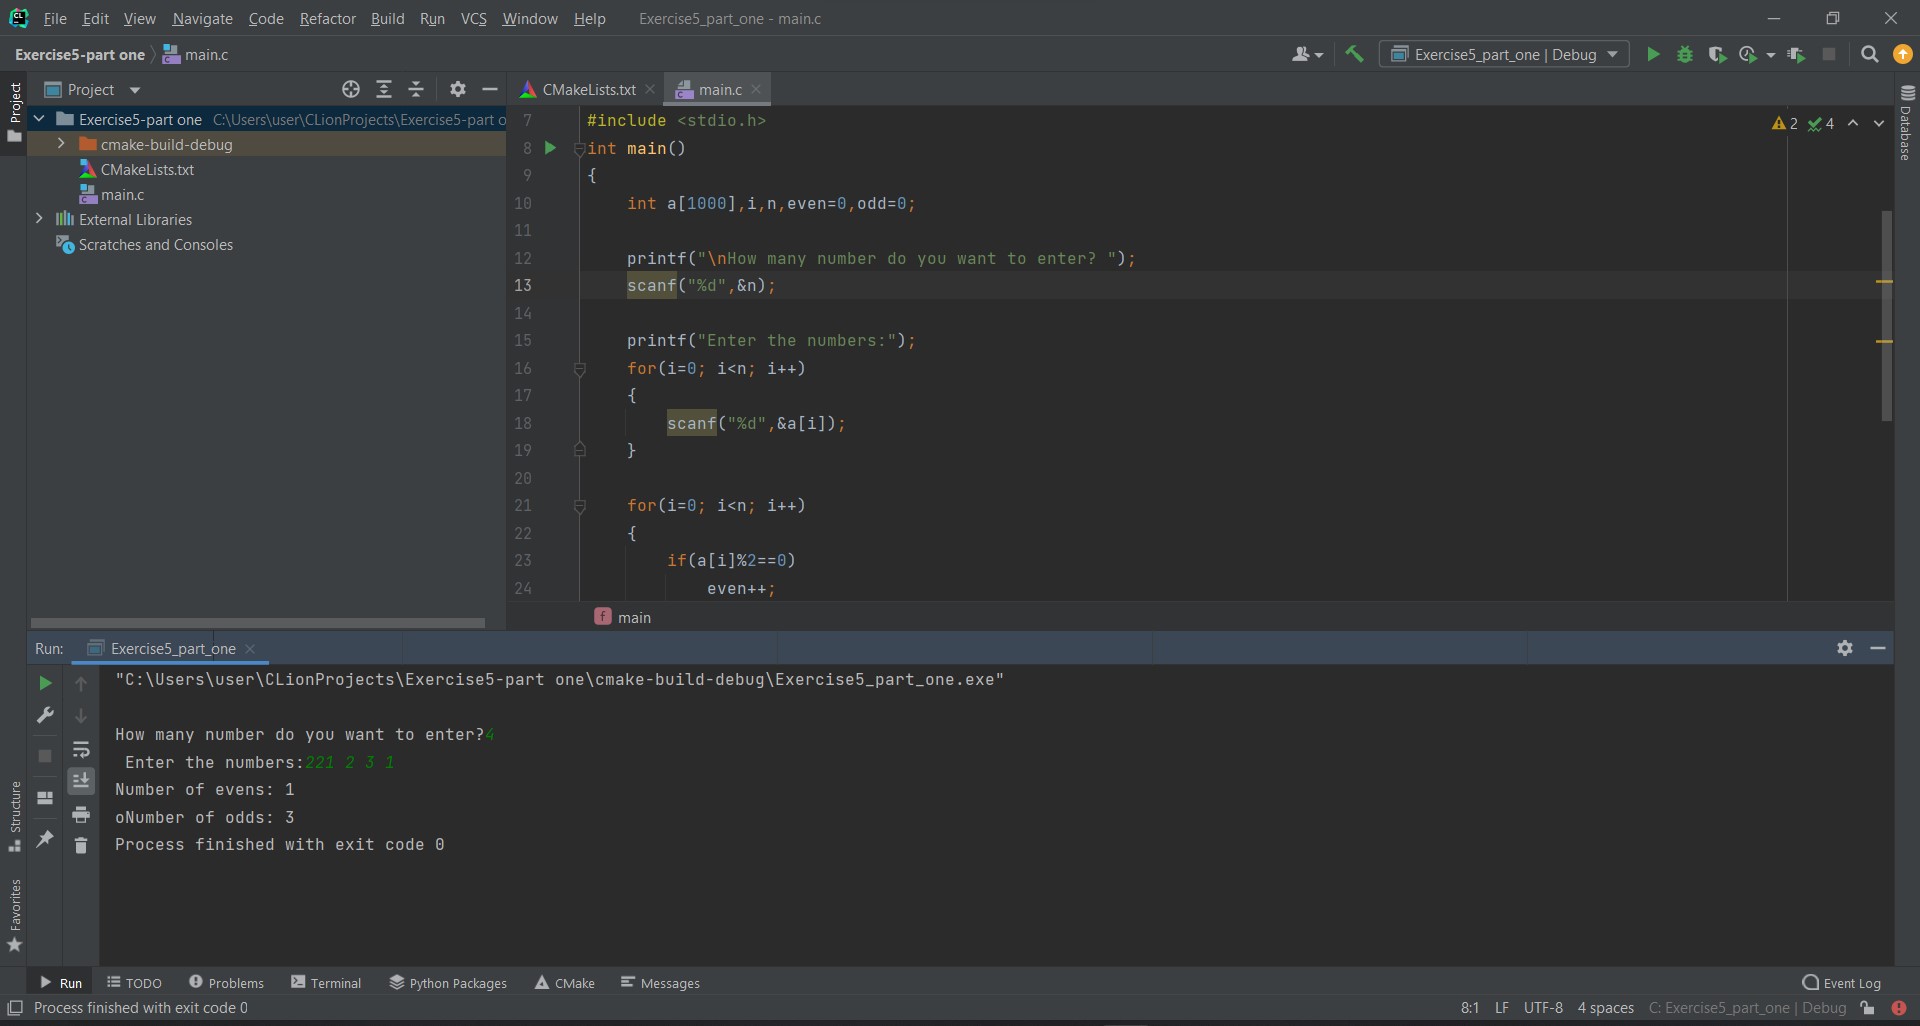 File Edit View Navigate Code Refactor Build Run VCS Window Help Exercise5_part_one - main.c
Exercise5-part one main.c Exercise5_part_one | Debug
Project
Project CMakeLists.txt main.c
Exercise5-part one C:\Users\user\CLionProjects\Exercise5-part o
cmake-build-debug
CMakeLists.txt
main.c
External Libraries
Scratches and Consoles
2 4
Database
7 #include <stdio.h>
8 int main()
9 {
10 int a[1000],i,n,even=0,odd=0;
11
12 printf("\nHow many number do you want to enter? ");
13 scanf("%d",&n);
14
15 printf("Enter the numbers:");
16 for(i=0; i<n; i++)
17 {
18 scanf("%d",&a[i]);
19 }
20
21 for(i=0; i<n; i++)
22 {
23 if(a[i]%2==0)
24 even++;
f main
Run: Exercise5_part_one
"C:\Users\user\CLionProjects\Exercise5-part one\cmake-build-debug\Exercise5_part_one.exe"
How many number do you want to enter?4
Enter the numbers:221 2 3 1
Number of evens: 1
oNumber of odds: 3
Process finished with exit code 0
Structure
Favorites
Run TODO Problems Terminal Python Packages CMake Messages Event Log
Process finished with exit code 0 8:1 LF UTF-8 4 spaces C: Exercise5_part_one | Debug